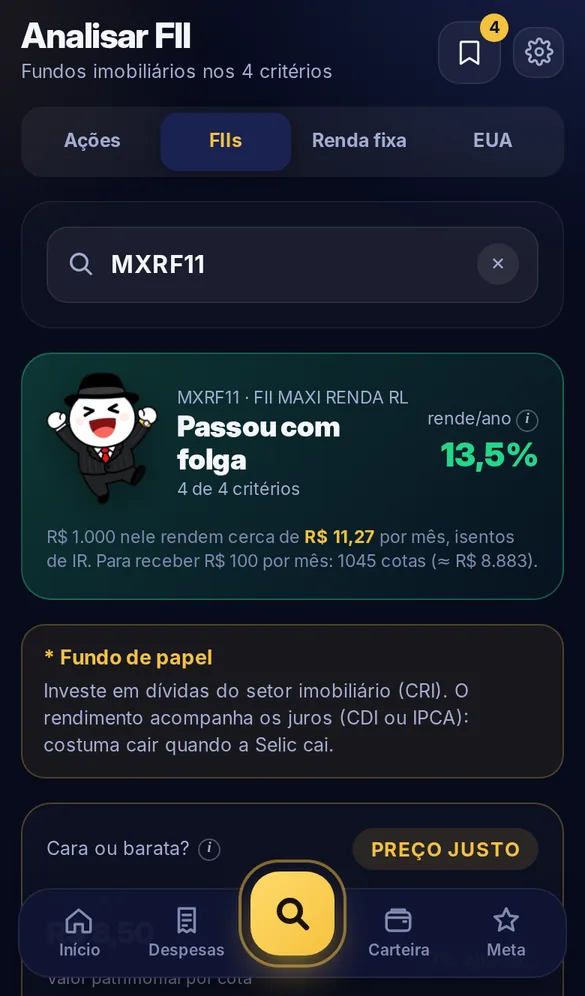 Analisar FII
4
Fundos imobiliários nos 4 critérios
Ações
FIIs
Renda fixa
EUA
MXRF11
MXRF11 · FII MAXI RENDA RL
Passou com
folga
4 de 4 critérios
rende/ano i
13,5%
R$ 1.000 nele rendem cerca de R$ 11,27 por mês, isentos
de IR. Para receber R$ 100 por mês: 1045 cotas (≈ R$ 8.883).
* Fundo de papel
Investe em dívidas do setor imobiliário (CRI). O
rendimento acompanha os juros (CDI ou IPCA):
costuma cair quando a Selic cai.
Cara ou barata? i
PREÇO JUSTO
Início
Despesas
Carteira
Meta
Valor patrimonial por cota